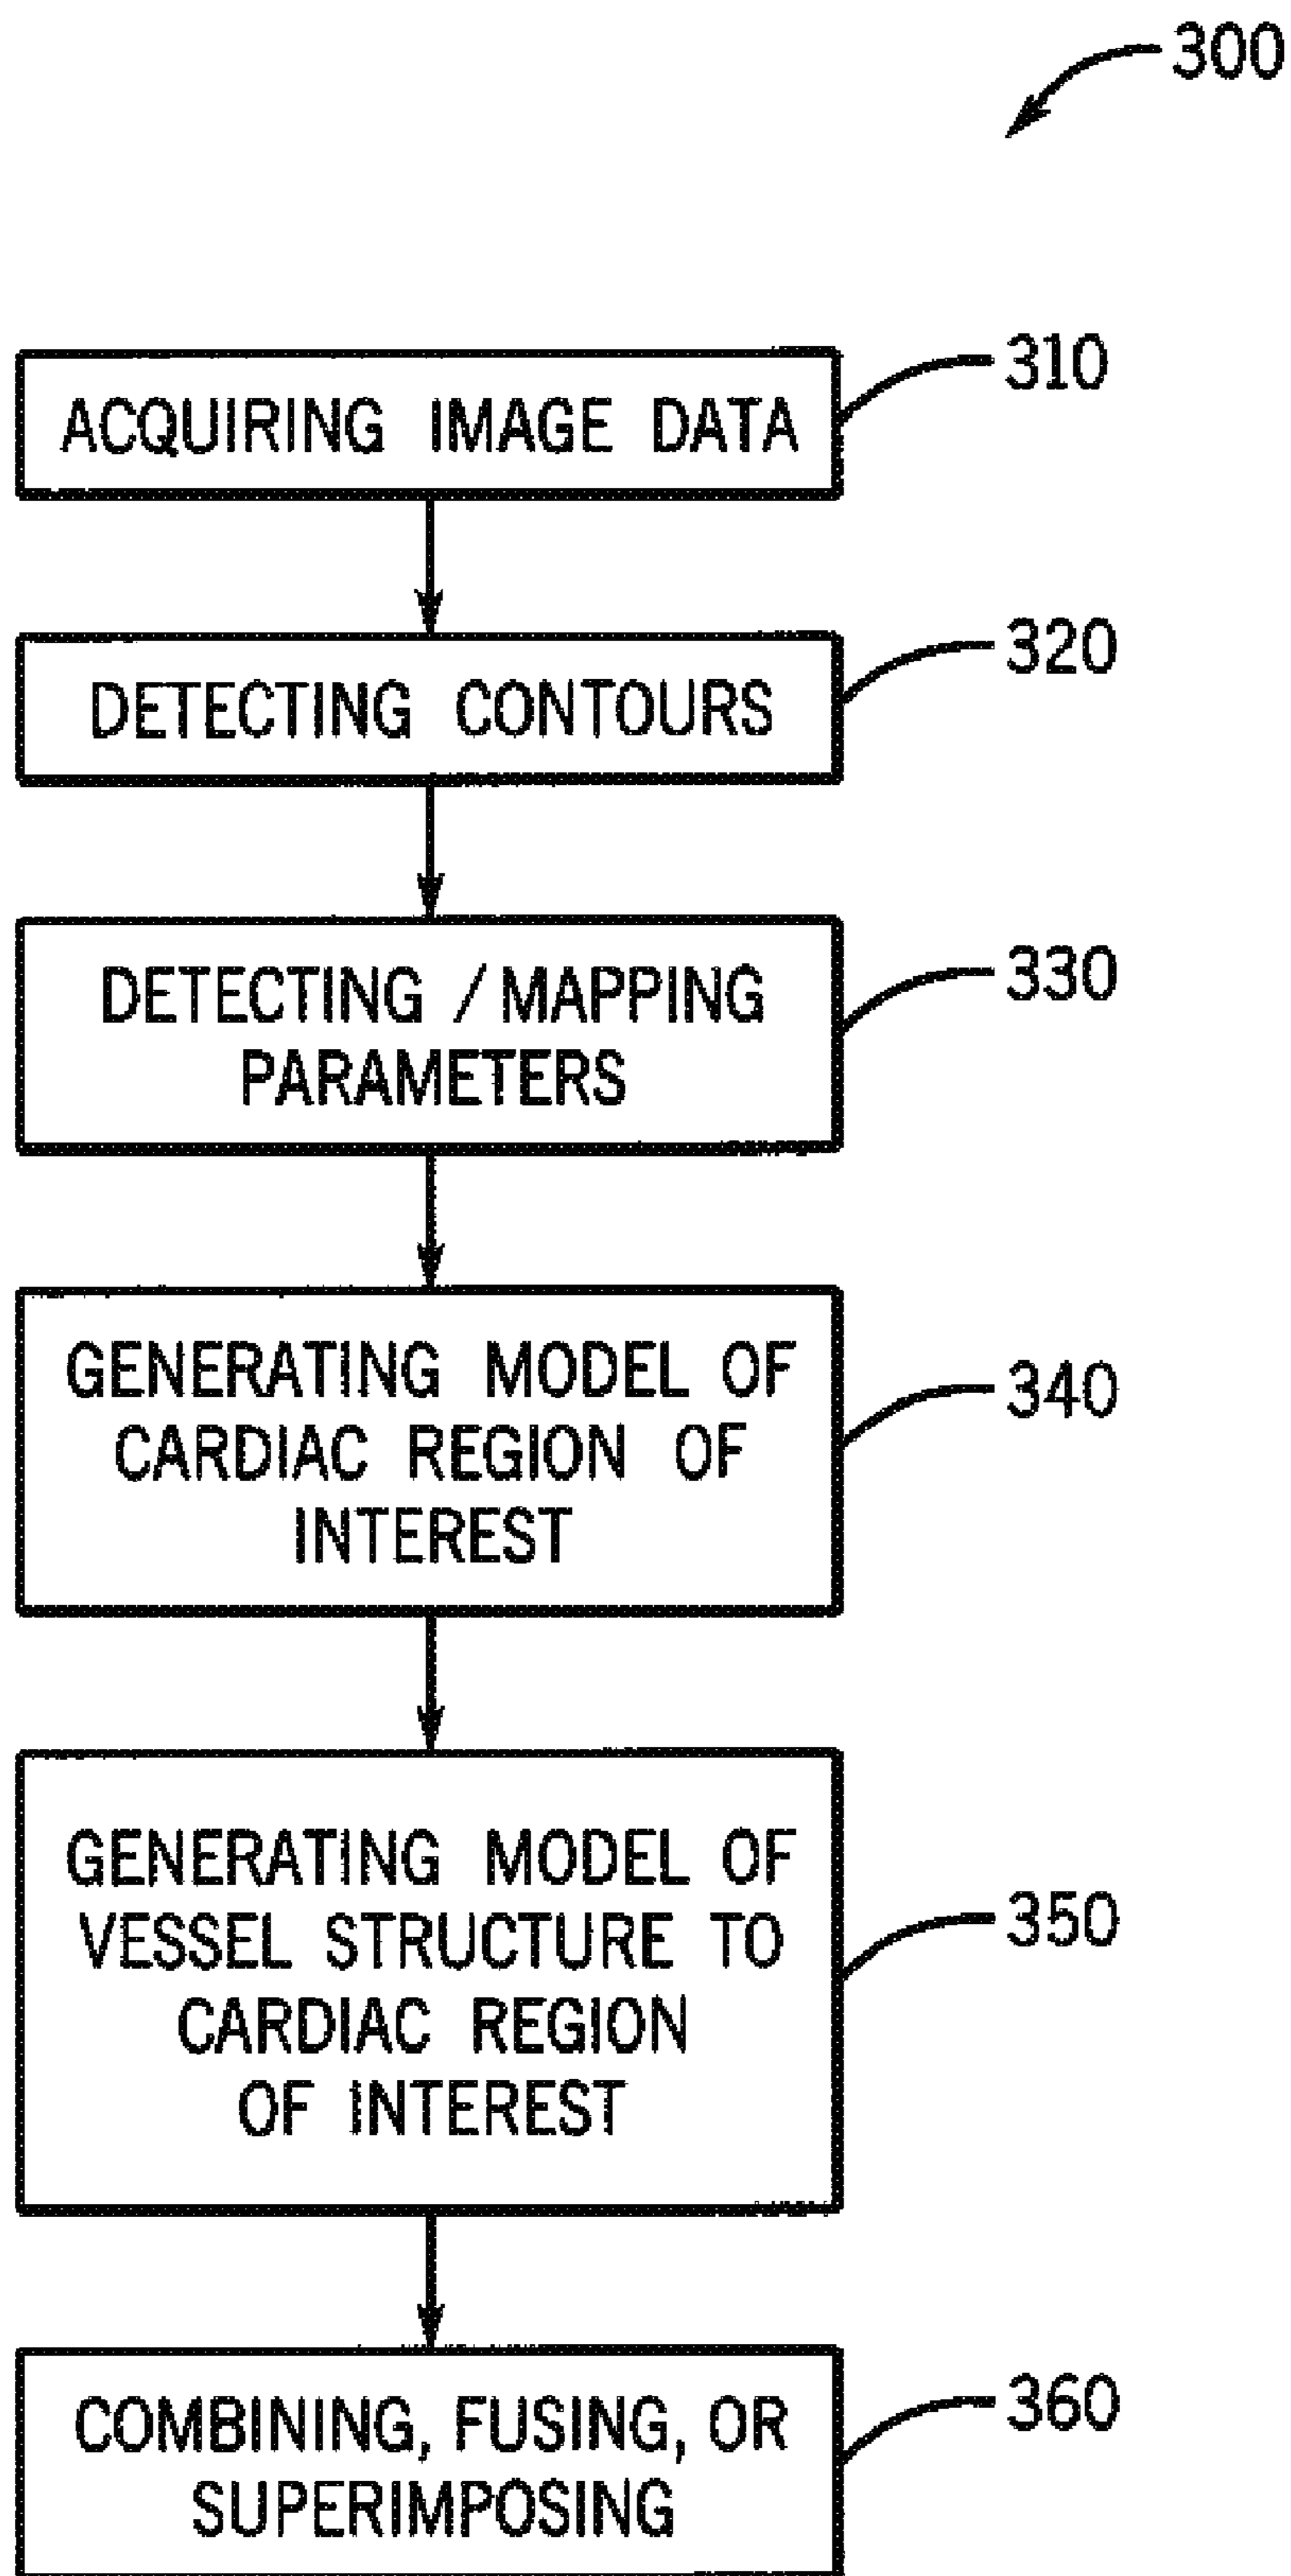 300
ACQUIRING IMAGE DATA
310
DETECTING CONTOURS
320
DETECTING / MAPPING
PARAMETERS
330
GENERATING MODEL OF
CARDIAC REGION OF
INTEREST
340
GENERATING MODEL OF
VESSEL STRUCTURE TO
CARDIAC REGION
OF INTEREST
350
COMBINING, FUSING, OR
SUPERIMPOSING
360